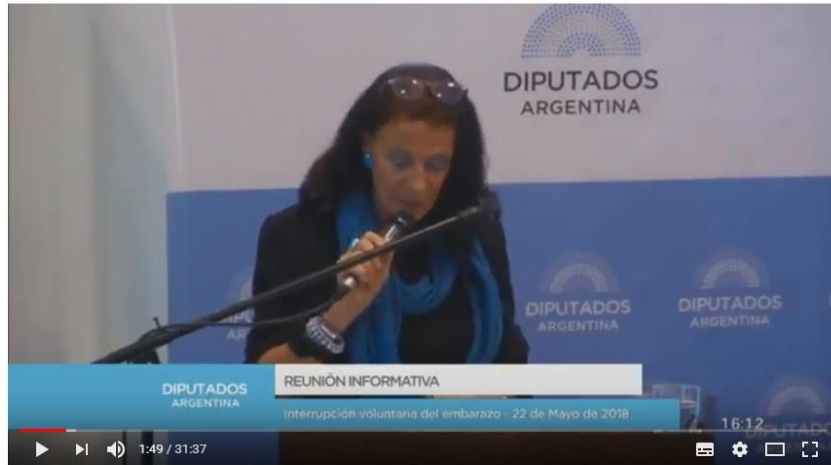 DIPUTADOS
ARGENTINA
DIPUTADOS
ARGENTINA
DIPUTADOS
ARGENTINA
DIPUTADOS
ARGENTINA
REUNIÓN INFORMATIVA
Interrupción voluntaria del embarazo - 22 de Mayo de 2018
16:12
1:49 / 31:37